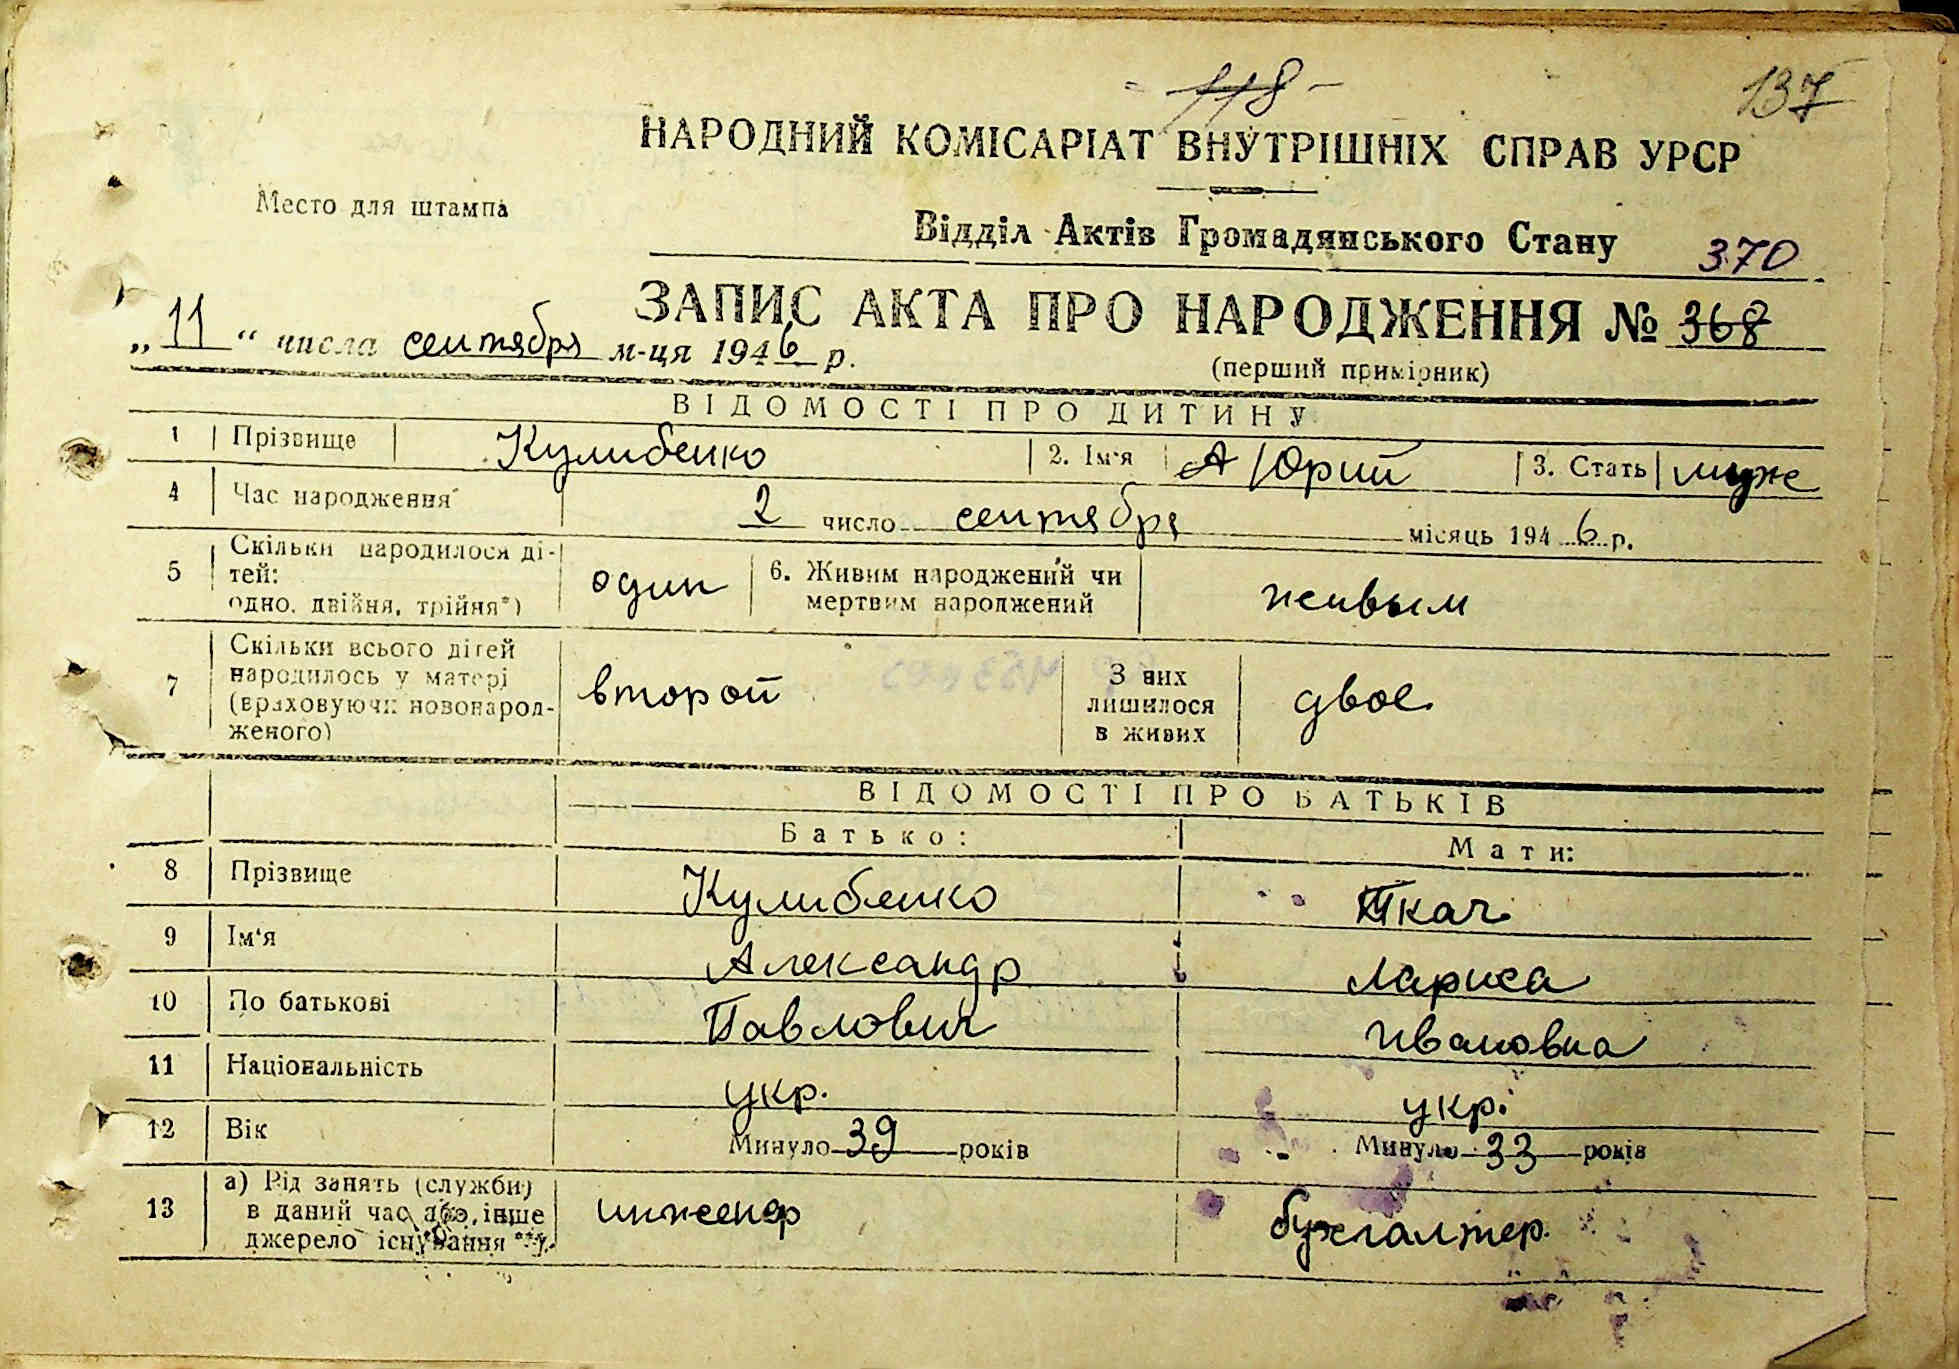 - 118 -
137
НАРОДНИЙ КОМІСАРІАТ ВНУТРІШНІХ СПРАВ УРСР
Место для штампа
Відділ Актів Громадянського Стану 370
ЗАПИС АКТА ПРО НАРОДЖЕННЯ № 368
„11“ числа сентября м-ця 1946 р.
(перший примірник)
ВІДОМОСТІ ПРО ДИТИНУ
1 Прізвище Кулибенко 2. Ім'я А Юрий 3. Стать муж
4 Час народження 2 число сентября місяць 1946 р.
5 Скільки народилося ді-
тей:
одно, двійня, трійня*) один 6. Живим народжений чи
мертвим народжений живым
7 Скільки всього дітей
народилось у матері
(враховуючи новонарод-
женого) второй З них
лишилося
в живих двое.
ВІДОМОСТІ ПРО БАТЬКІВ
Батько: Мати:
8 Прізвище Кулибенко Ткач
9 Ім'я Александр Лариса
10 По батькові Павлович Ивановна
11 Національність укр. укр.
12 Вік Минуло 39 років Минуло 33 років
13 а) Рід занять (служби)
в даний час або інше
джерело існування **). инженер бухгалтер.